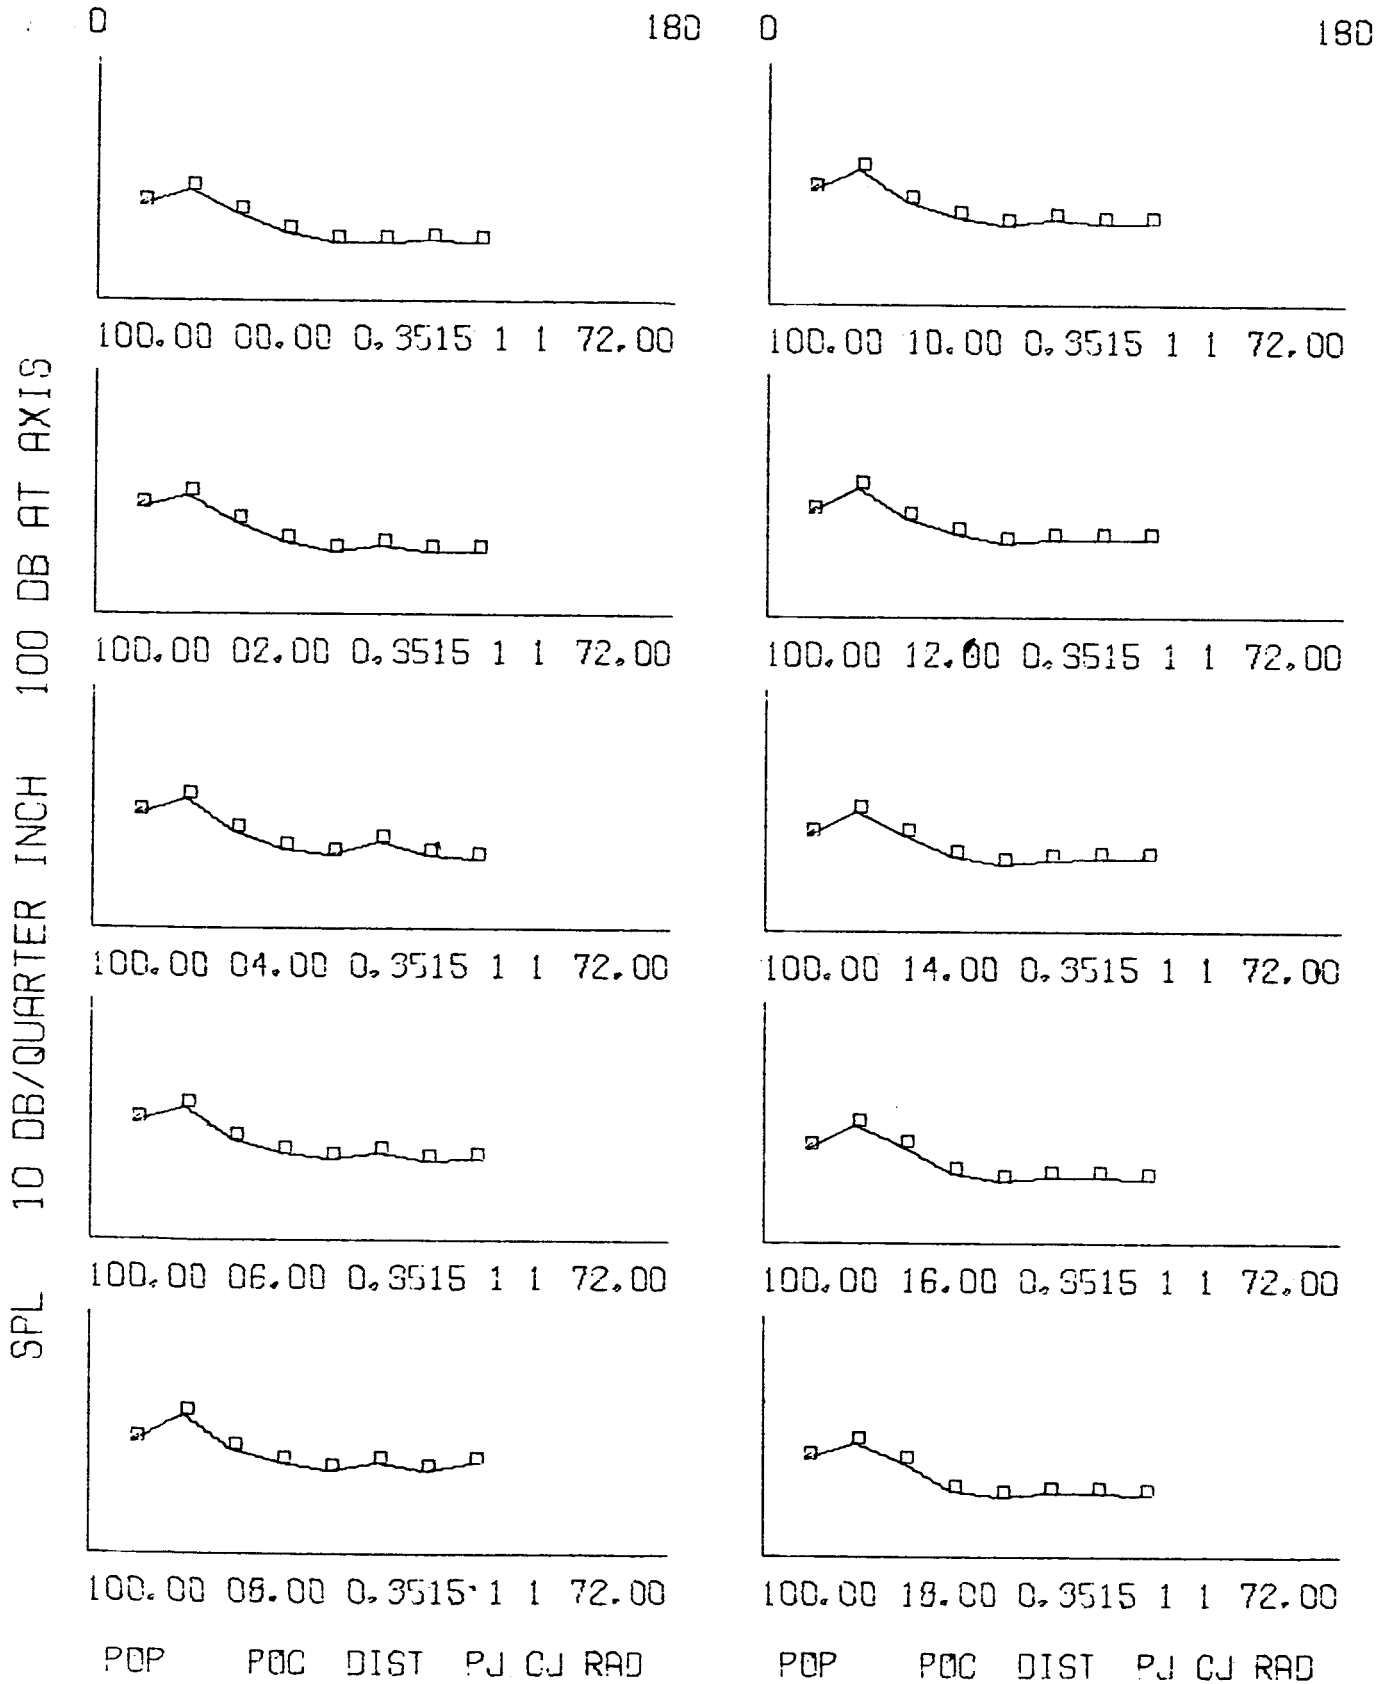 0 180 0 180
100.00 00.00 0.3515 1 1 72.00 100.00 10.00 0.3515 1 1 72.00
100.00 02.00 0.3515 1 1 72.00 100.00 12.00 0.3515 1 1 72.00
100.00 04.00 0.3515 1 1 72.00 100.00 14.00 0.3515 1 1 72.00
100.00 06.00 0.3515 1 1 72.00 100.00 16.00 0.3515 1 1 72.00
100.00 08.00 0.3515 1 1 72.00 100.00 18.00 0.3515 1 1 72.00
POP POC DIST PJ CJ RAD POP POC DIST PJ CJ RAD
SPL 10 DB/QUARTER INCH 100 DB AT AXIS